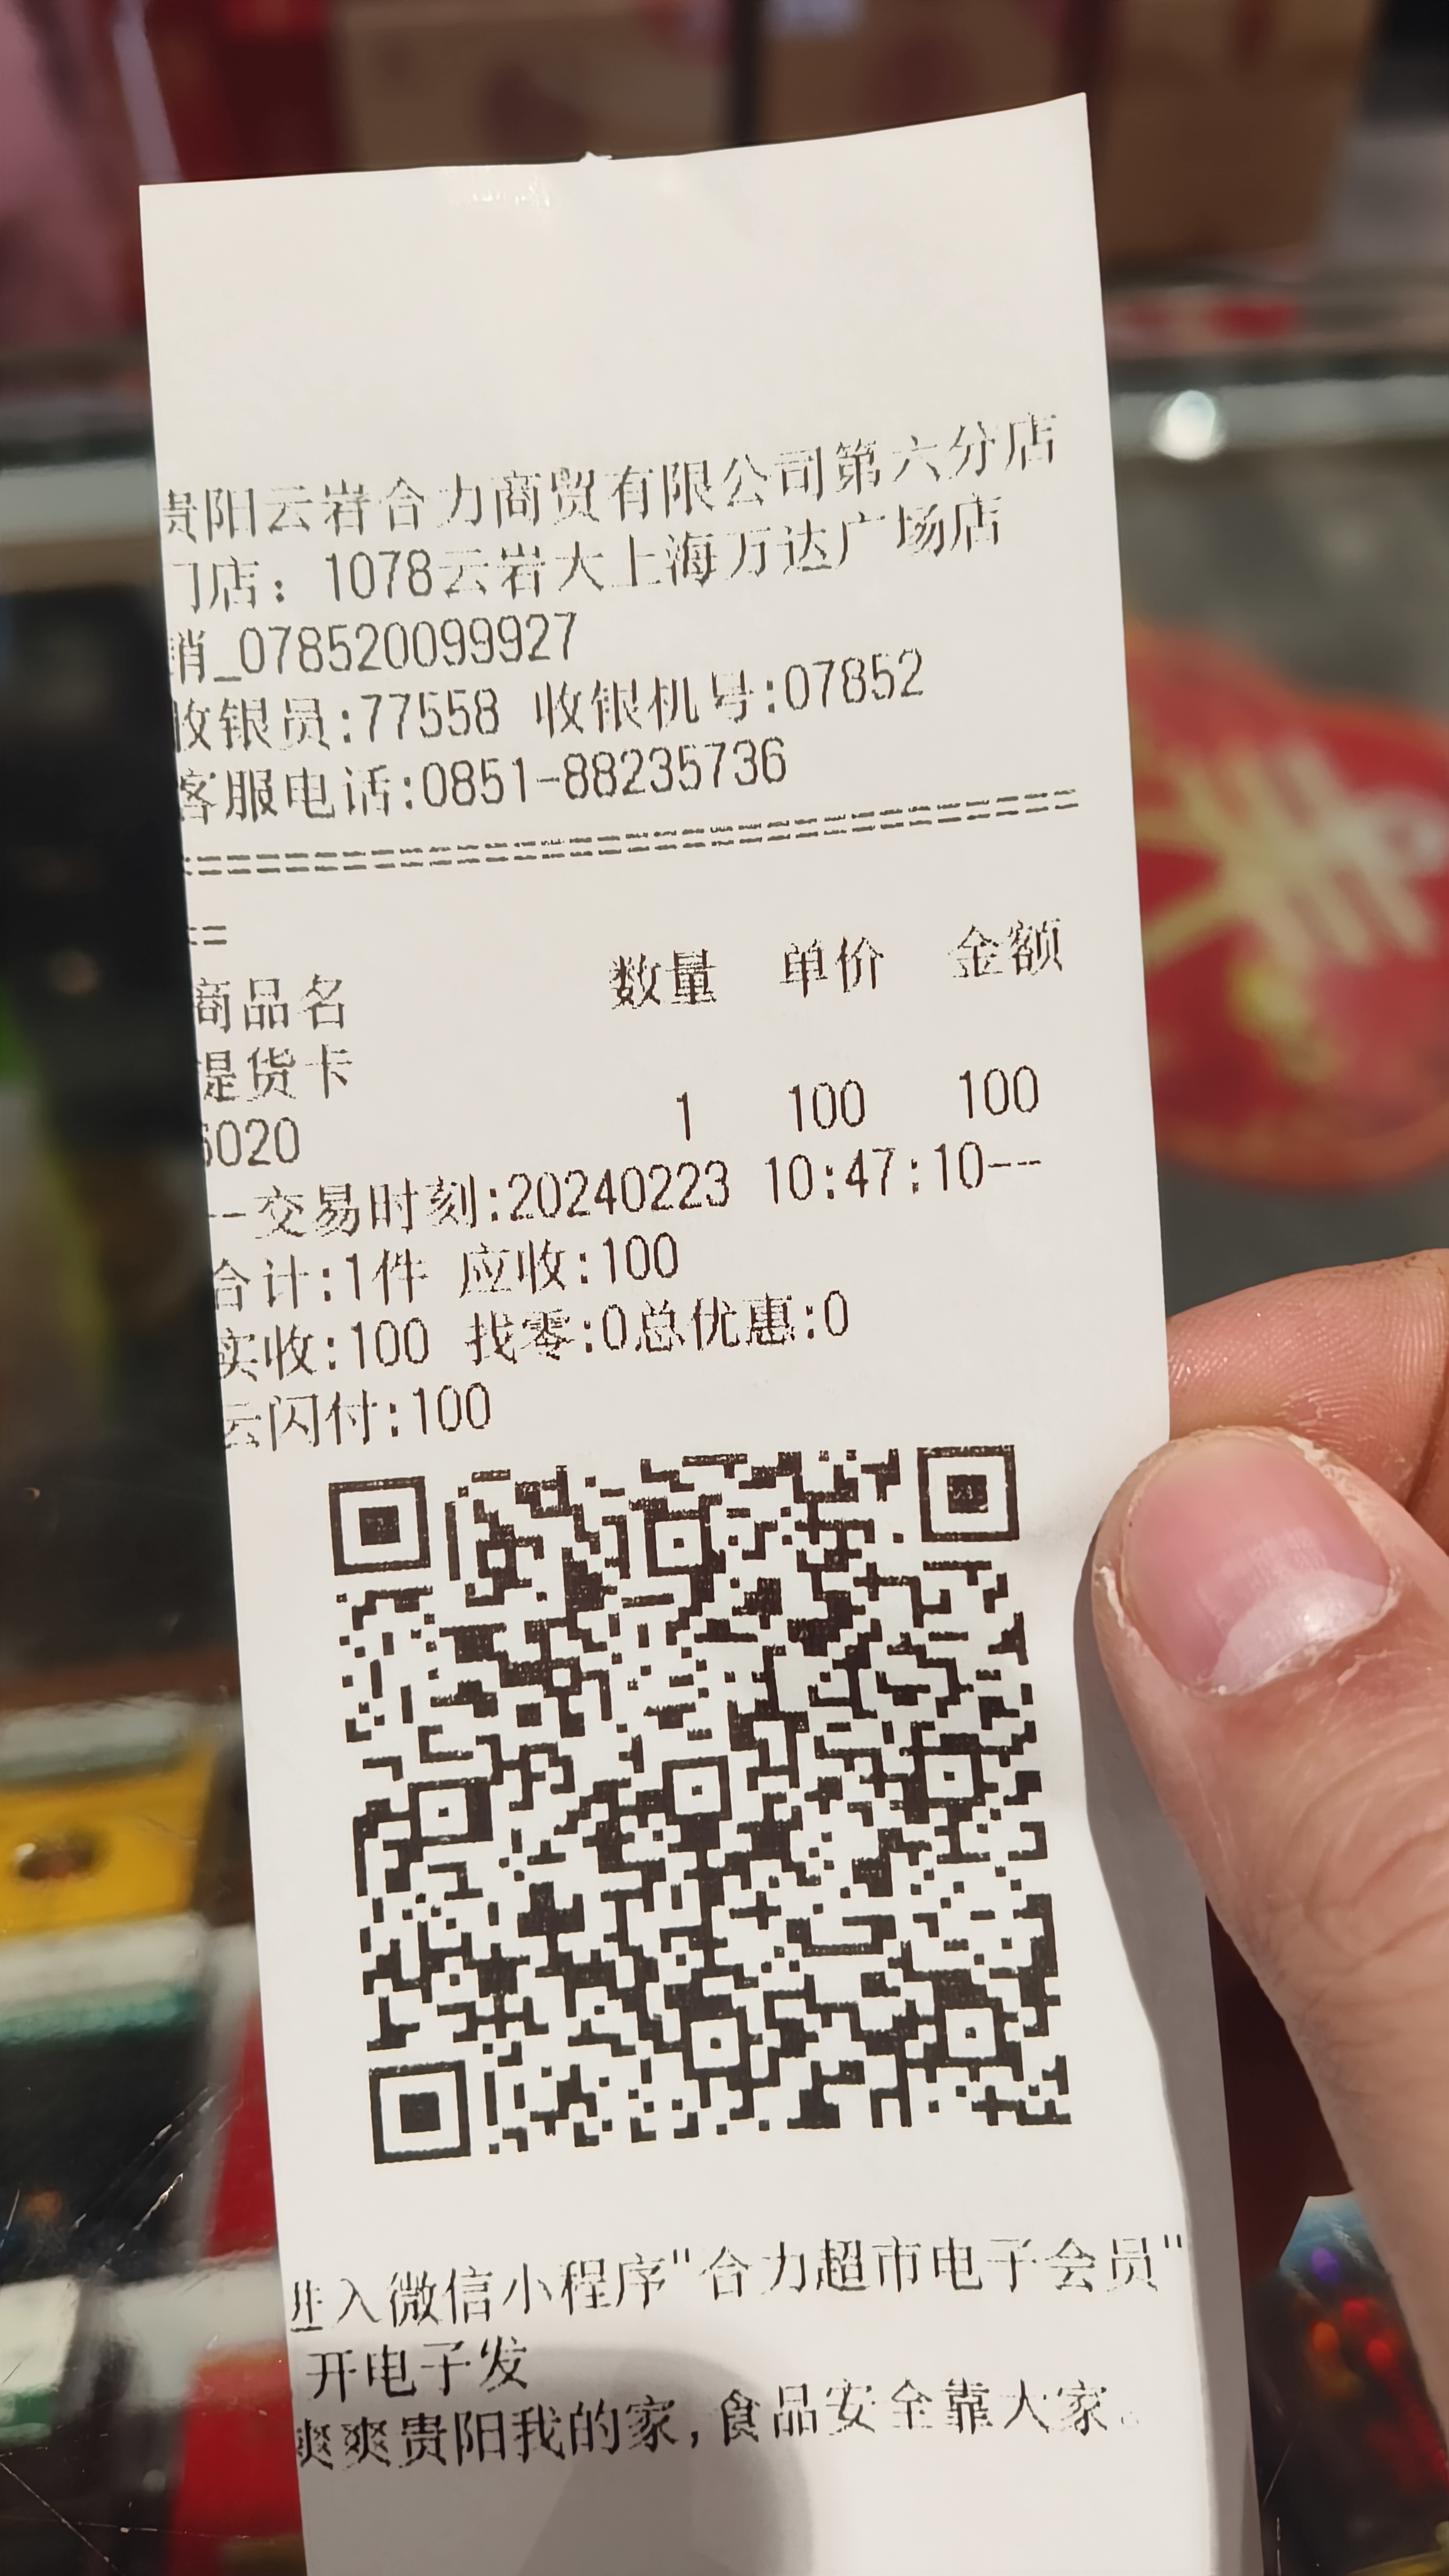 贵阳云岩合力商贸有限公司第六分店
门店：1078云岩大上海万达广场店
销_078520099927
收银员:77558 收银机号:07852
客服电话:0851-88235736
================================
==
商品名 数量 单价 金额
提货卡
6020 1 100 100
--交易时刻:20240223 10:47:10--
合计:1件 应收:100
实收:100 找零:0总优惠:0
云闪付:100
进入微信小程序"合力超市电子会员"
开电子发
爽爽贵阳我的家,食品安全靠大家。